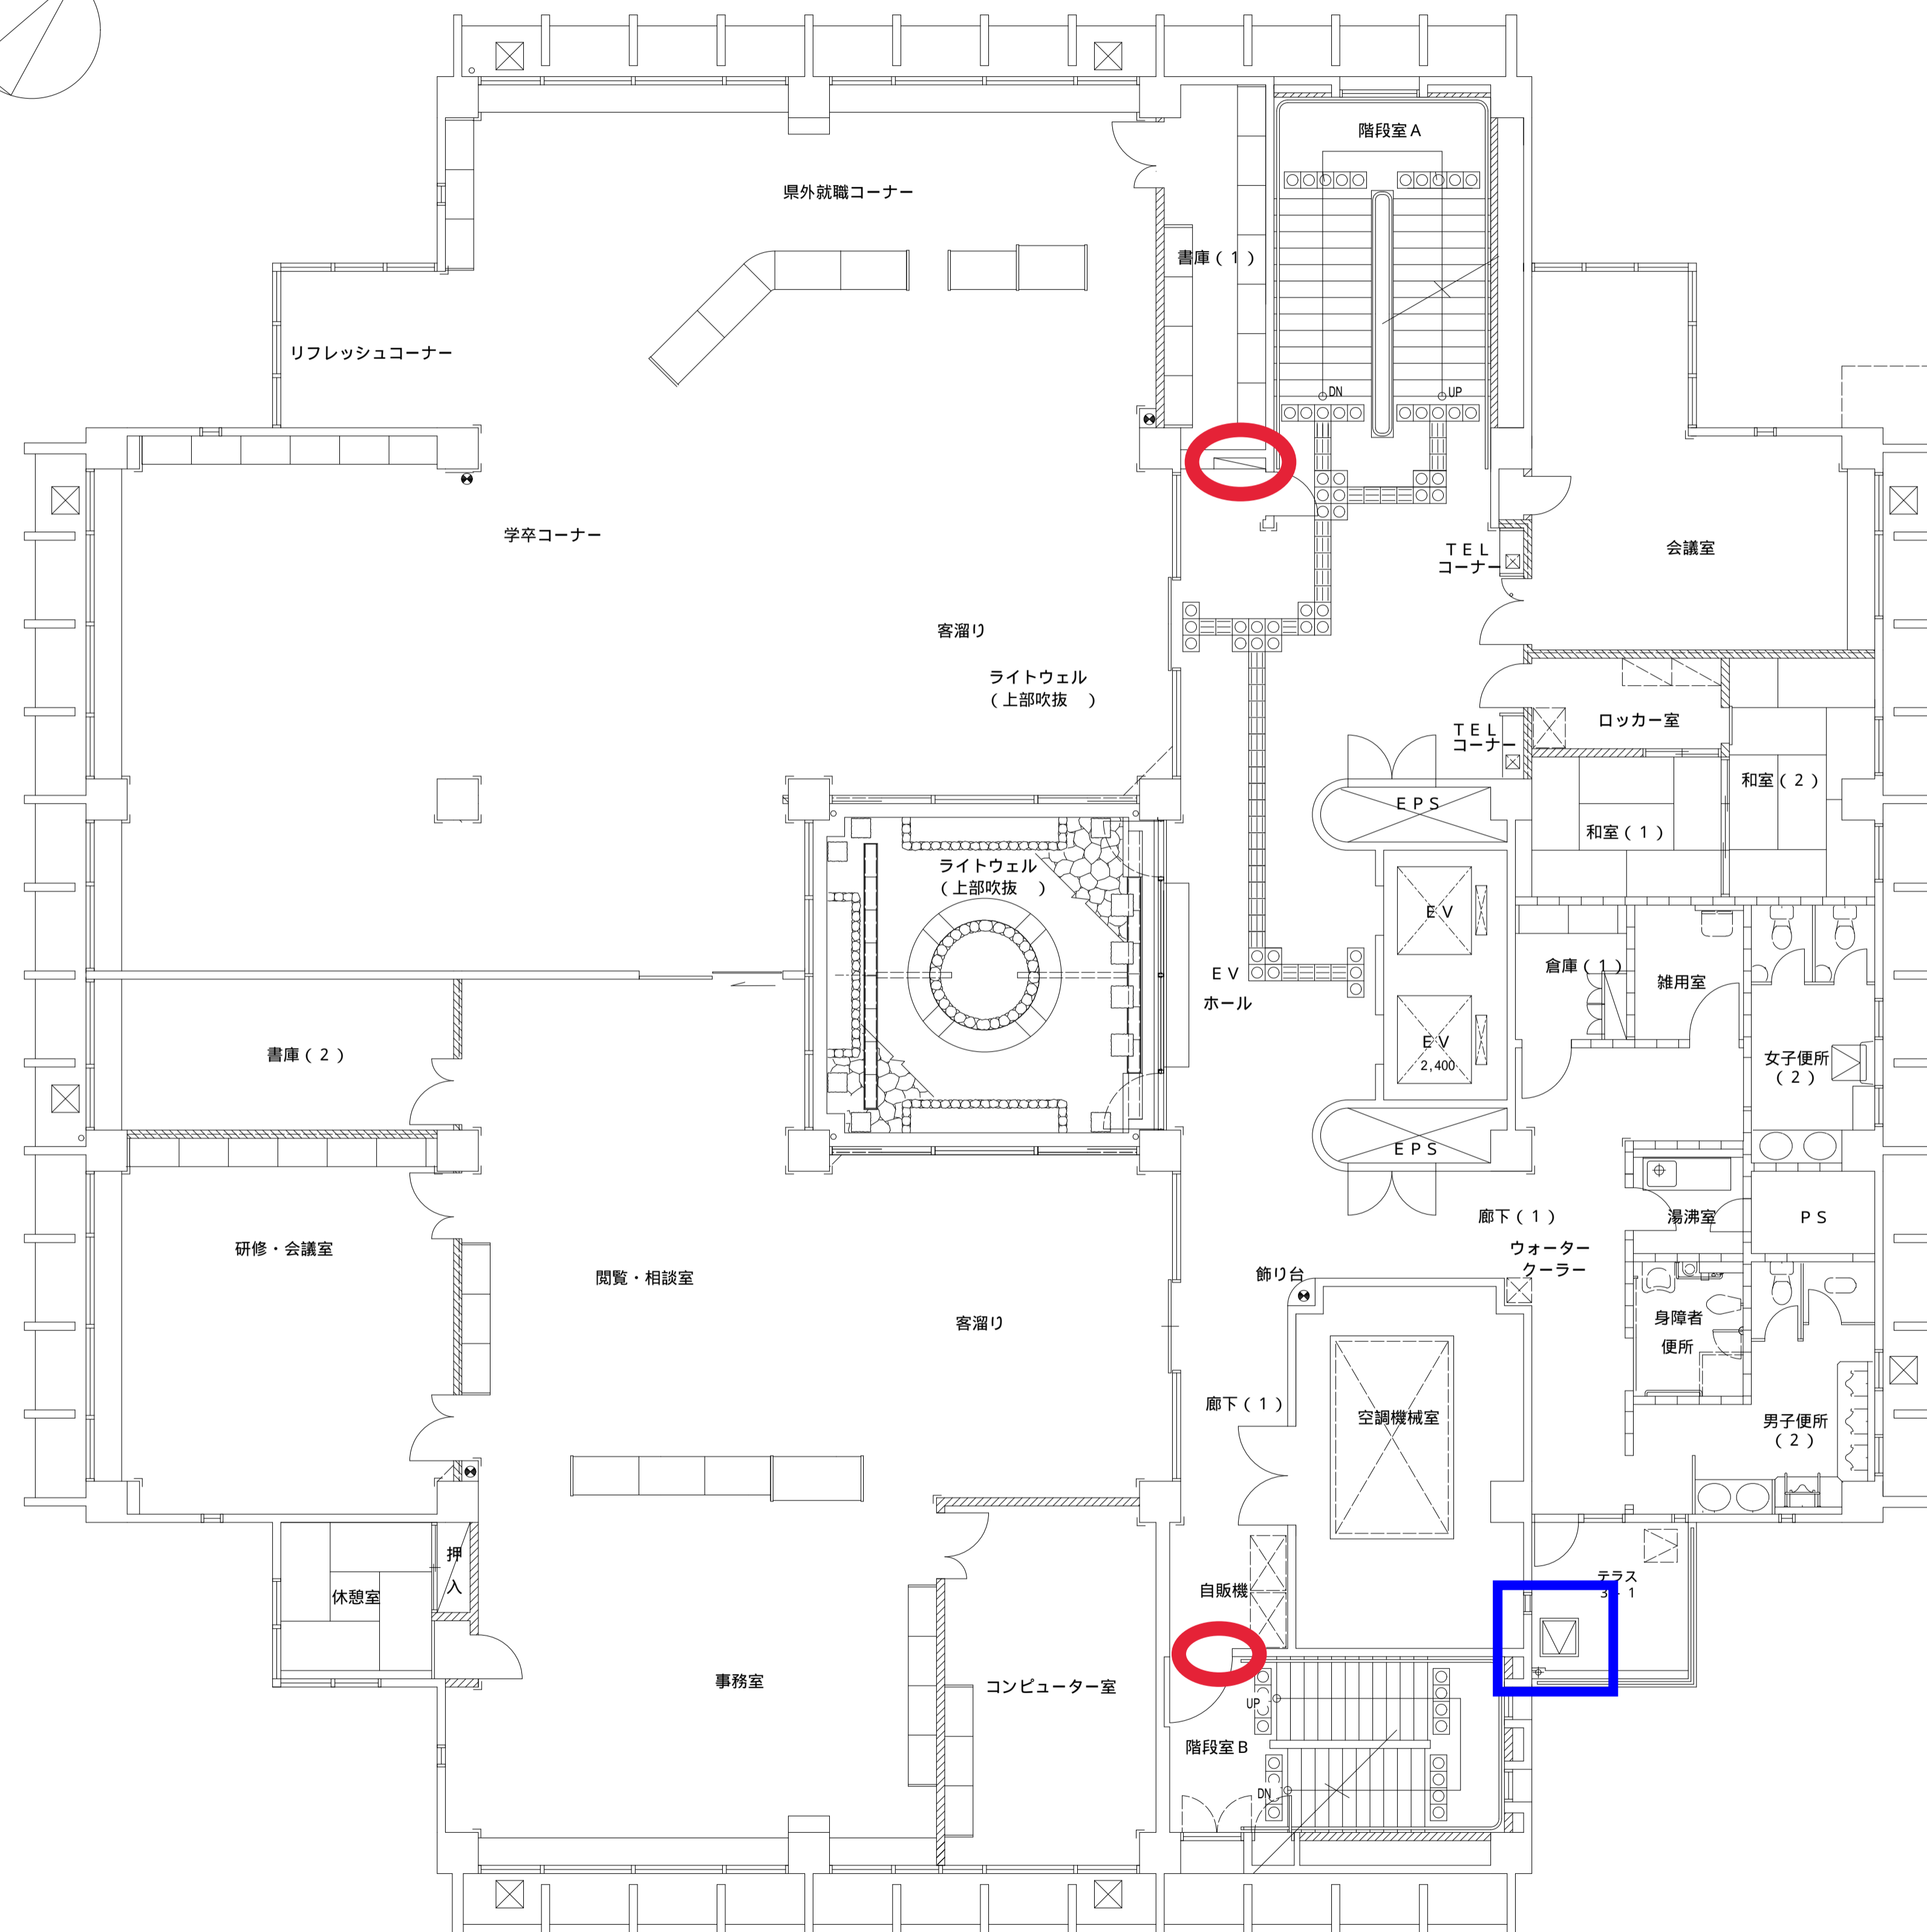 階段室A
県外就職コーナー
書庫(1)
リフレッシュコーナー
DN
UP
学卒コーナー
TEL
コーナー
会議室
客溜り
ライトウェル
(上部吹抜 )
ロッカー室
TEL
コーナー
和室(2)
EPS
和室(1)
ライトウェル
(上部吹抜 )
EV
倉庫(1)
EV
ホール
雑用室
書庫(2)
EV
2,400
女子便所
(2)
EPS
廊下(1)
湯沸室
PS
研修・会議室
閲覧・相談室
ウォーター
クーラー
飾り台
客溜り
身障者
便所
廊下(1)
空調機械室
男子便所
(2)
押
入
休憩室
自販機
テラス
事務室
コンピューター室
UP
階段室B
DN